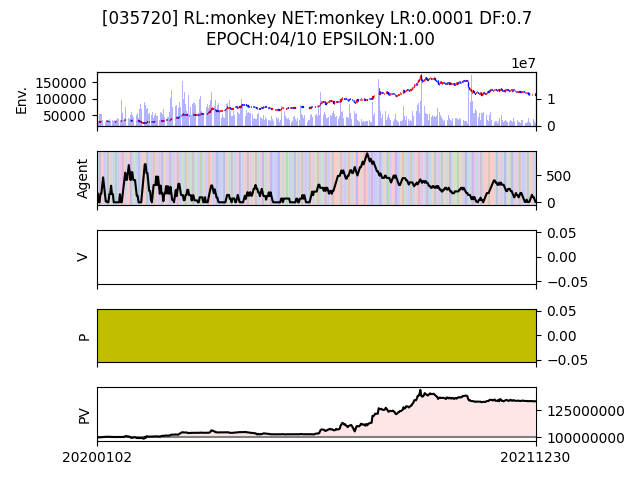 [035720] RL:monkey NET:monkey LR:0.0001 DF:0.7
EPOCH:04/10 EPSILON:1.00
1e7
Env.
150000
100000
50000
1
0
Agent
500
0
V
0.05
0.00
−0.05
P
0.05
0.00
−0.05
PV
125000000
100000000
20200102
20211230